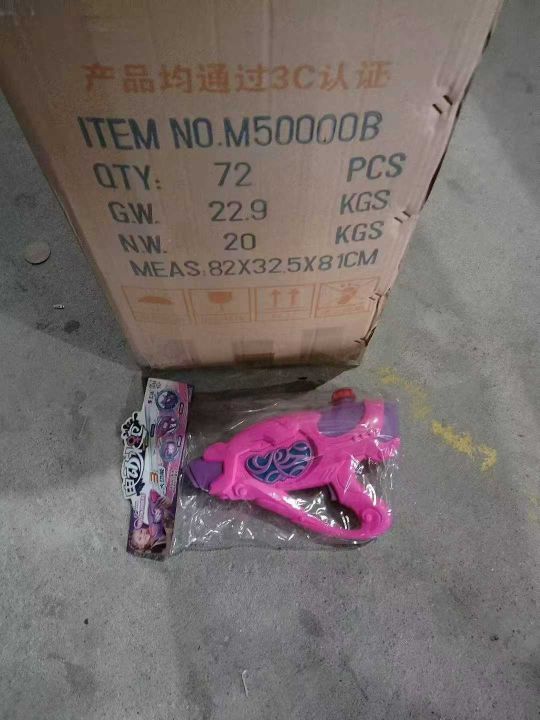 产品均通过3C认证
ITEM NO.M50000B
QTY: 72 PCS
G.W. 22.9 KGS
N.W. 20 KGS
MEAS:82X32.5X81CM